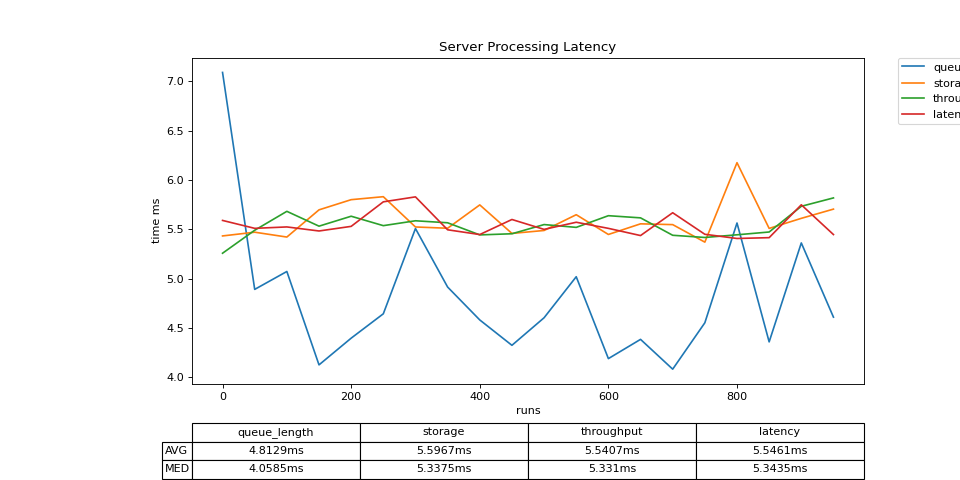 Server Processing Latency
time ms
7.0
6.5
6.0
5.5
5.0
4.5
4.0
0 200 400 600 800
runs
queu
stora
throu
laten
queue_length storage throughput latency
AVG 4.8129ms 5.5967ms 5.5407ms 5.5461ms
MED 4.0585ms 5.3375ms 5.331ms 5.3435ms